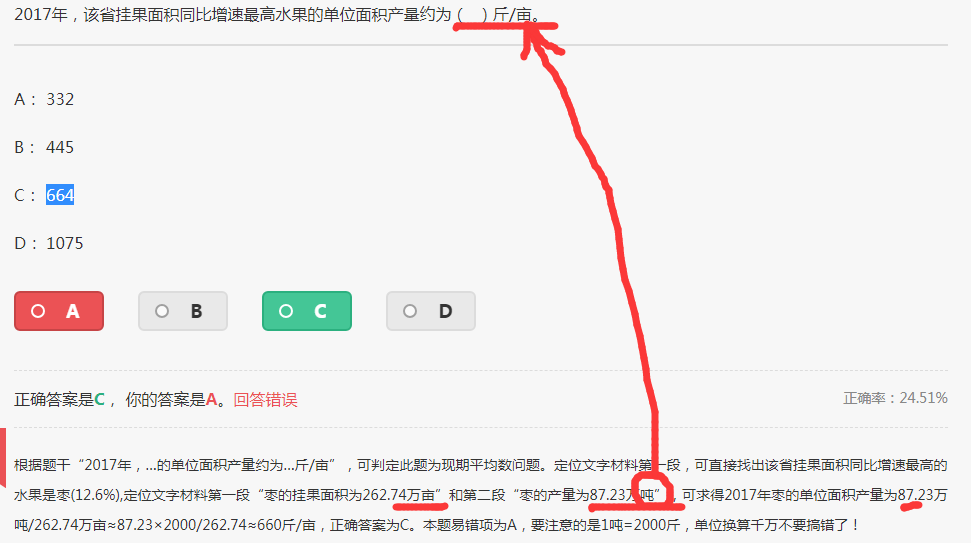 2017年，该省挂果面积同比增速最高水果的单位面积产量约为（　）斤/亩。
A： 332
B： 445
C： 664
D： 1075
A B C D
正确答案是C， 你的答案是A。回答错误 正确率：24.51%
根据题干“2017年，...的单位面积产量约为...斤/亩”，可判定此题为现期平均数问题。定位文字材料第一段，可直接找出该省挂果面积同比增速最高的
水果是枣(12.6%),定位文字材料第一段“枣的挂果面积为262.74万亩”和第二段“枣的产量为87.23万吨”，可求得2017年枣的单位面积产量为87.23万
吨/262.74万亩≈87.23×2000/262.74≈660斤/亩，正确答案为C。本题易错项为A，要注意的是1吨=2000斤，单位换算千万不要搞错了！